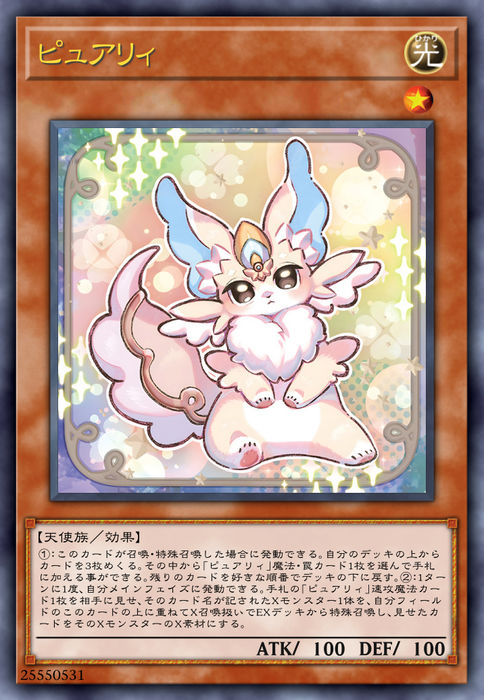 ピュアリィ
ひかり
光
【天使族／効果】
①：このカードが召喚・特殊召喚した場合に発動できる。自分のデッキの上から
カードを3枚めくる。その中から「ピュアリィ」魔法・罠カード1枚を選んで手札
に加える事ができる。残りのカードを好きな順番でデッキの下に戻す。②：1ター
ンに1度、自分メインフェイズに発動できる。手札の「ピュアリィ」速攻魔法カー
ド1枚を相手に見せ、そのカード名が記されたXモンスター1体を、自分フィール
ドのこのカードの上に重ねてX召喚扱いでEXデッキから特殊召喚し、見せたカ
ードをそのXモンスターのX素材にする。
ATK/ 100 DEF/ 100
25550531